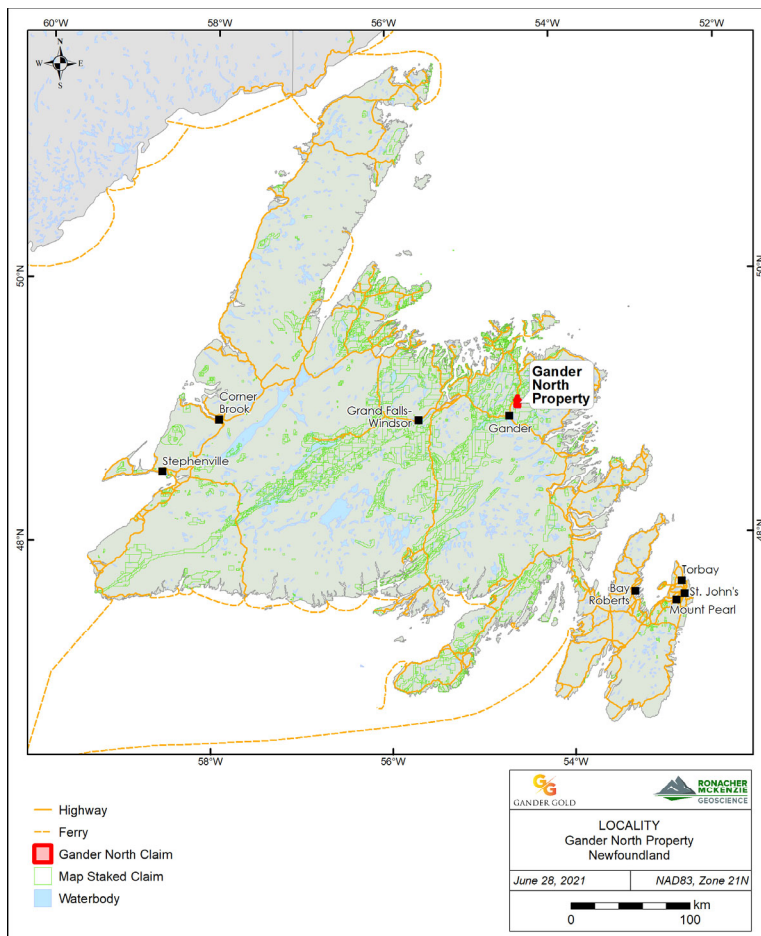 60°W
58°W
56°W
54°W
52°W
N
W
E
S
50°N
50°N
Gander
North
Property
Corner
Brook
Grand Falls-
Windsor
Gander
Stephenville
48°N
48°N
Torbay
Bay
Roberts
St. John's
Mount Pearl
58°W
56°W
54°W
Highway
Ferry
Gander North Claim
Map Staked Claim
Waterbody
GG
GANDER GOLD
RONACHER
MCKENZIE
GEOSCIENCE
LOCALITY
Gander North Property
Newfoundland
June 28, 2021
NAD83, Zone 21N
km
0
100